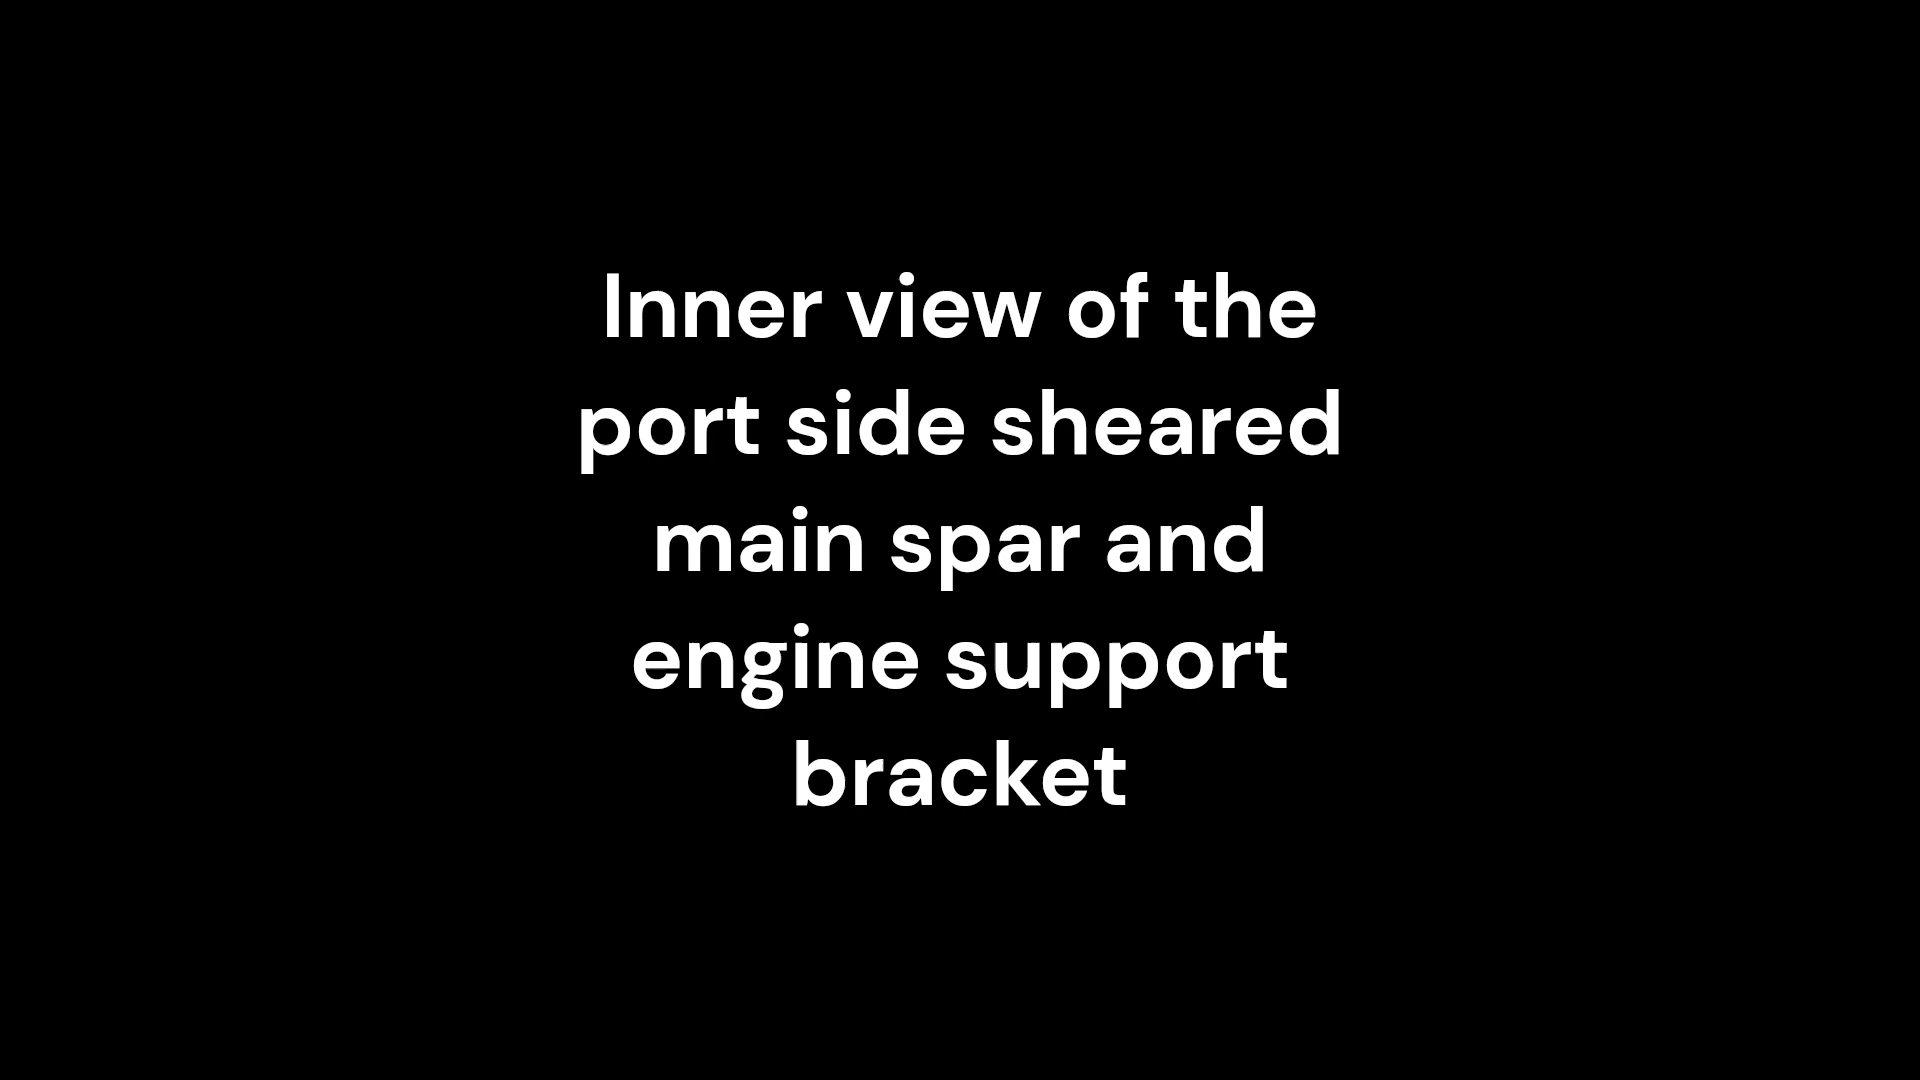 Inner view of the
port side sheared
main spar and
engine support
bracket